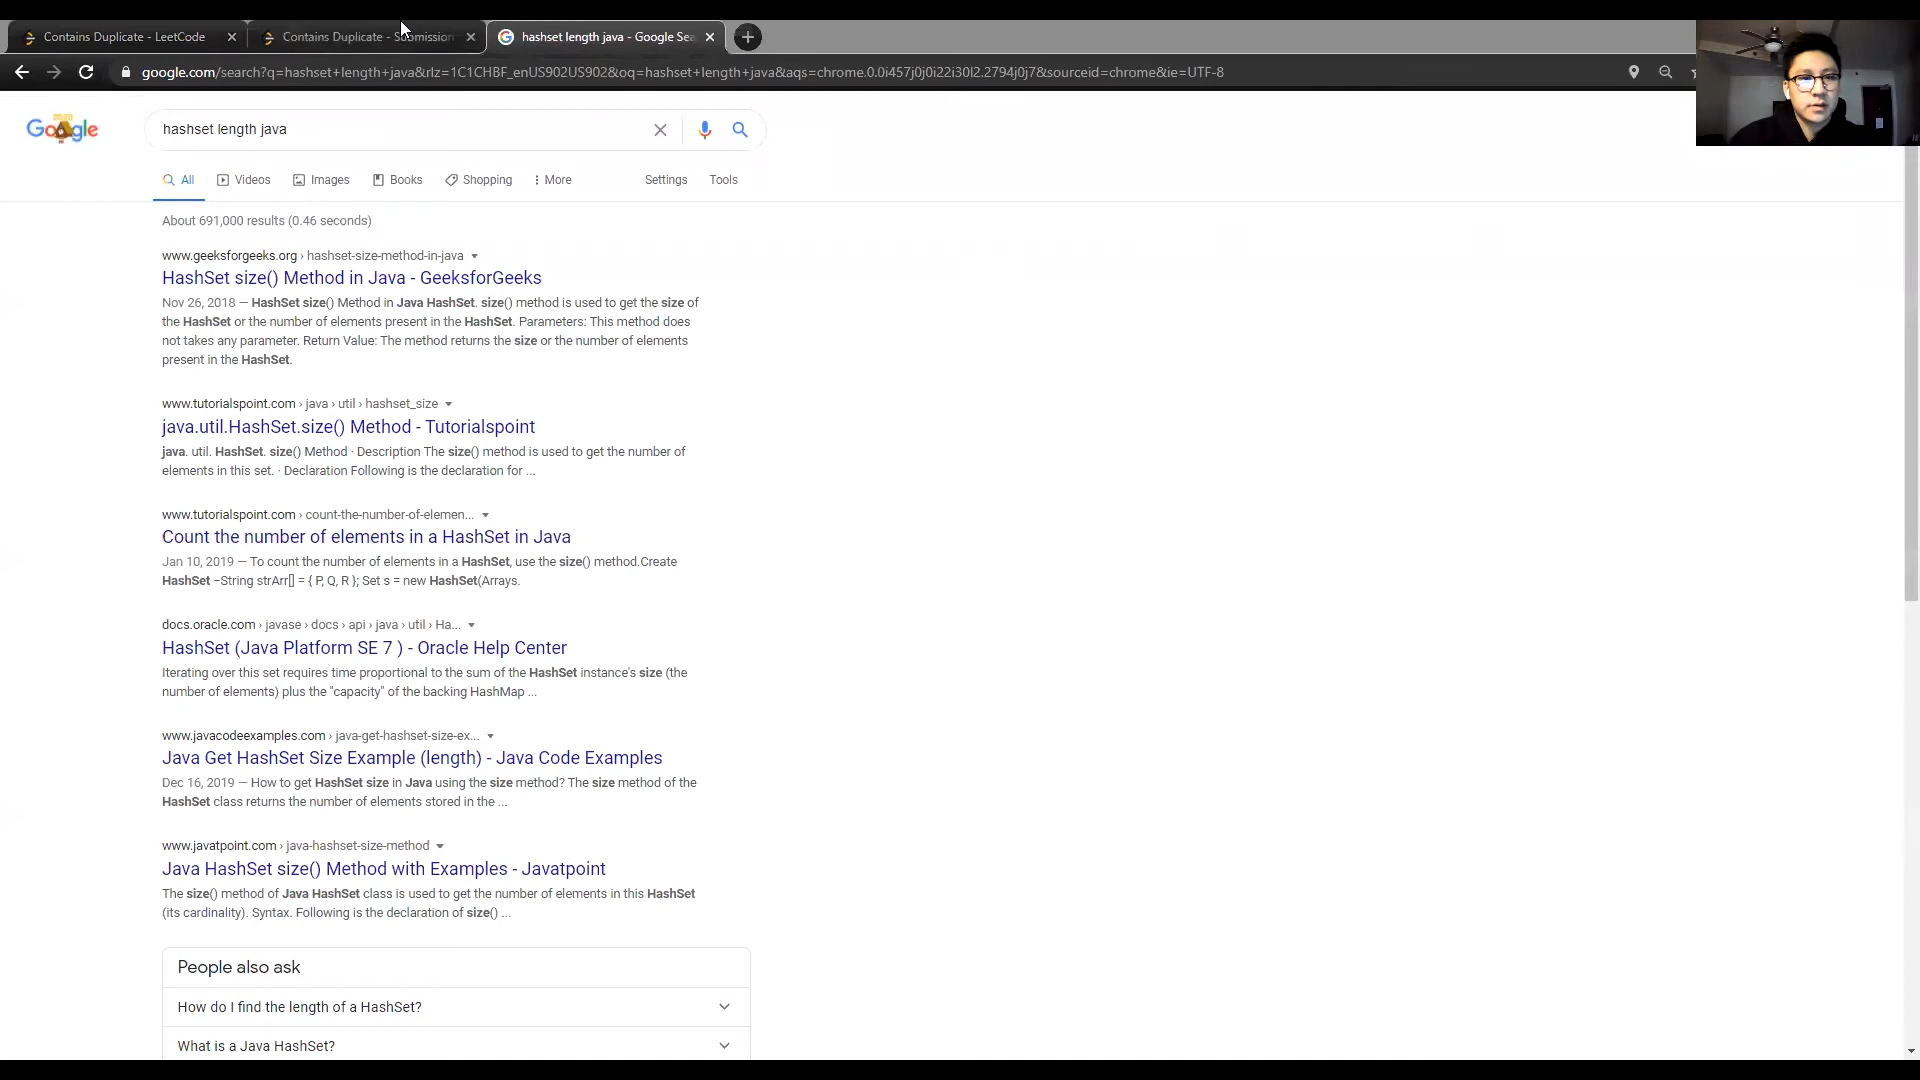 Contains Duplicate - LeetCode
Contains Duplicate - Submission
hashset length java - Google Sea
google.com/search?q=hashset+length+java&rlz=1C1CHBF_enUS902US902&oq=hashset+length+java&aqs=chrome.0.0i457j0j0i22i30l2.2794j0j7&sourceid=chrome&ie=UTF-8
Google
hashset length java
All Videos Images Books Shopping More Settings Tools
About 691,000 results (0.46 seconds)
www.geeksforgeeks.org › hashset-size-method-in-java
HashSet size() Method in Java - GeeksforGeeks
Nov 26, 2018 — HashSet size() Method in Java HashSet. size() method is used to get the size of
the HashSet or the number of elements present in the HashSet. Parameters: This method does
not takes any parameter. Return Value: The method returns the size or the number of elements
present in the HashSet.
www.tutorialspoint.com › java › util › hashset_size
java.util.HashSet.size() Method - Tutorialspoint
java. util. HashSet. size() Method · Description The size() method is used to get the number of
elements in this set. · Declaration Following is the declaration for ...
www.tutorialspoint.com › count-the-number-of-elemen...
Count the number of elements in a HashSet in Java
Jan 10, 2019 — To count the number of elements in a HashSet, use the size() method.Create
HashSet −String strArr[] = { P, Q, R }; Set s = new HashSet(Arrays.
docs.oracle.com › javase › docs › api › java › util › Ha...
HashSet (Java Platform SE 7 ) - Oracle Help Center
Iterating over this set requires time proportional to the sum of the HashSet instance's size (the
number of elements) plus the "capacity" of the backing HashMap ...
www.javacodeexamples.com › java-get-hashset-size-ex...
Java Get HashSet Size Example (length) - Java Code Examples
Dec 16, 2019 — How to get HashSet size in Java using the size method? The size method of the
HashSet class returns the number of elements stored in the ...
www.javatpoint.com › java-hashset-size-method
Java HashSet size() Method with Examples - Javatpoint
The size() method of Java HashSet class is used to get the number of elements in this HashSet
(its cardinality). Syntax. Following is the declaration of size() ...
People also ask
How do I find the length of a HashSet?
What is a Java HashSet?